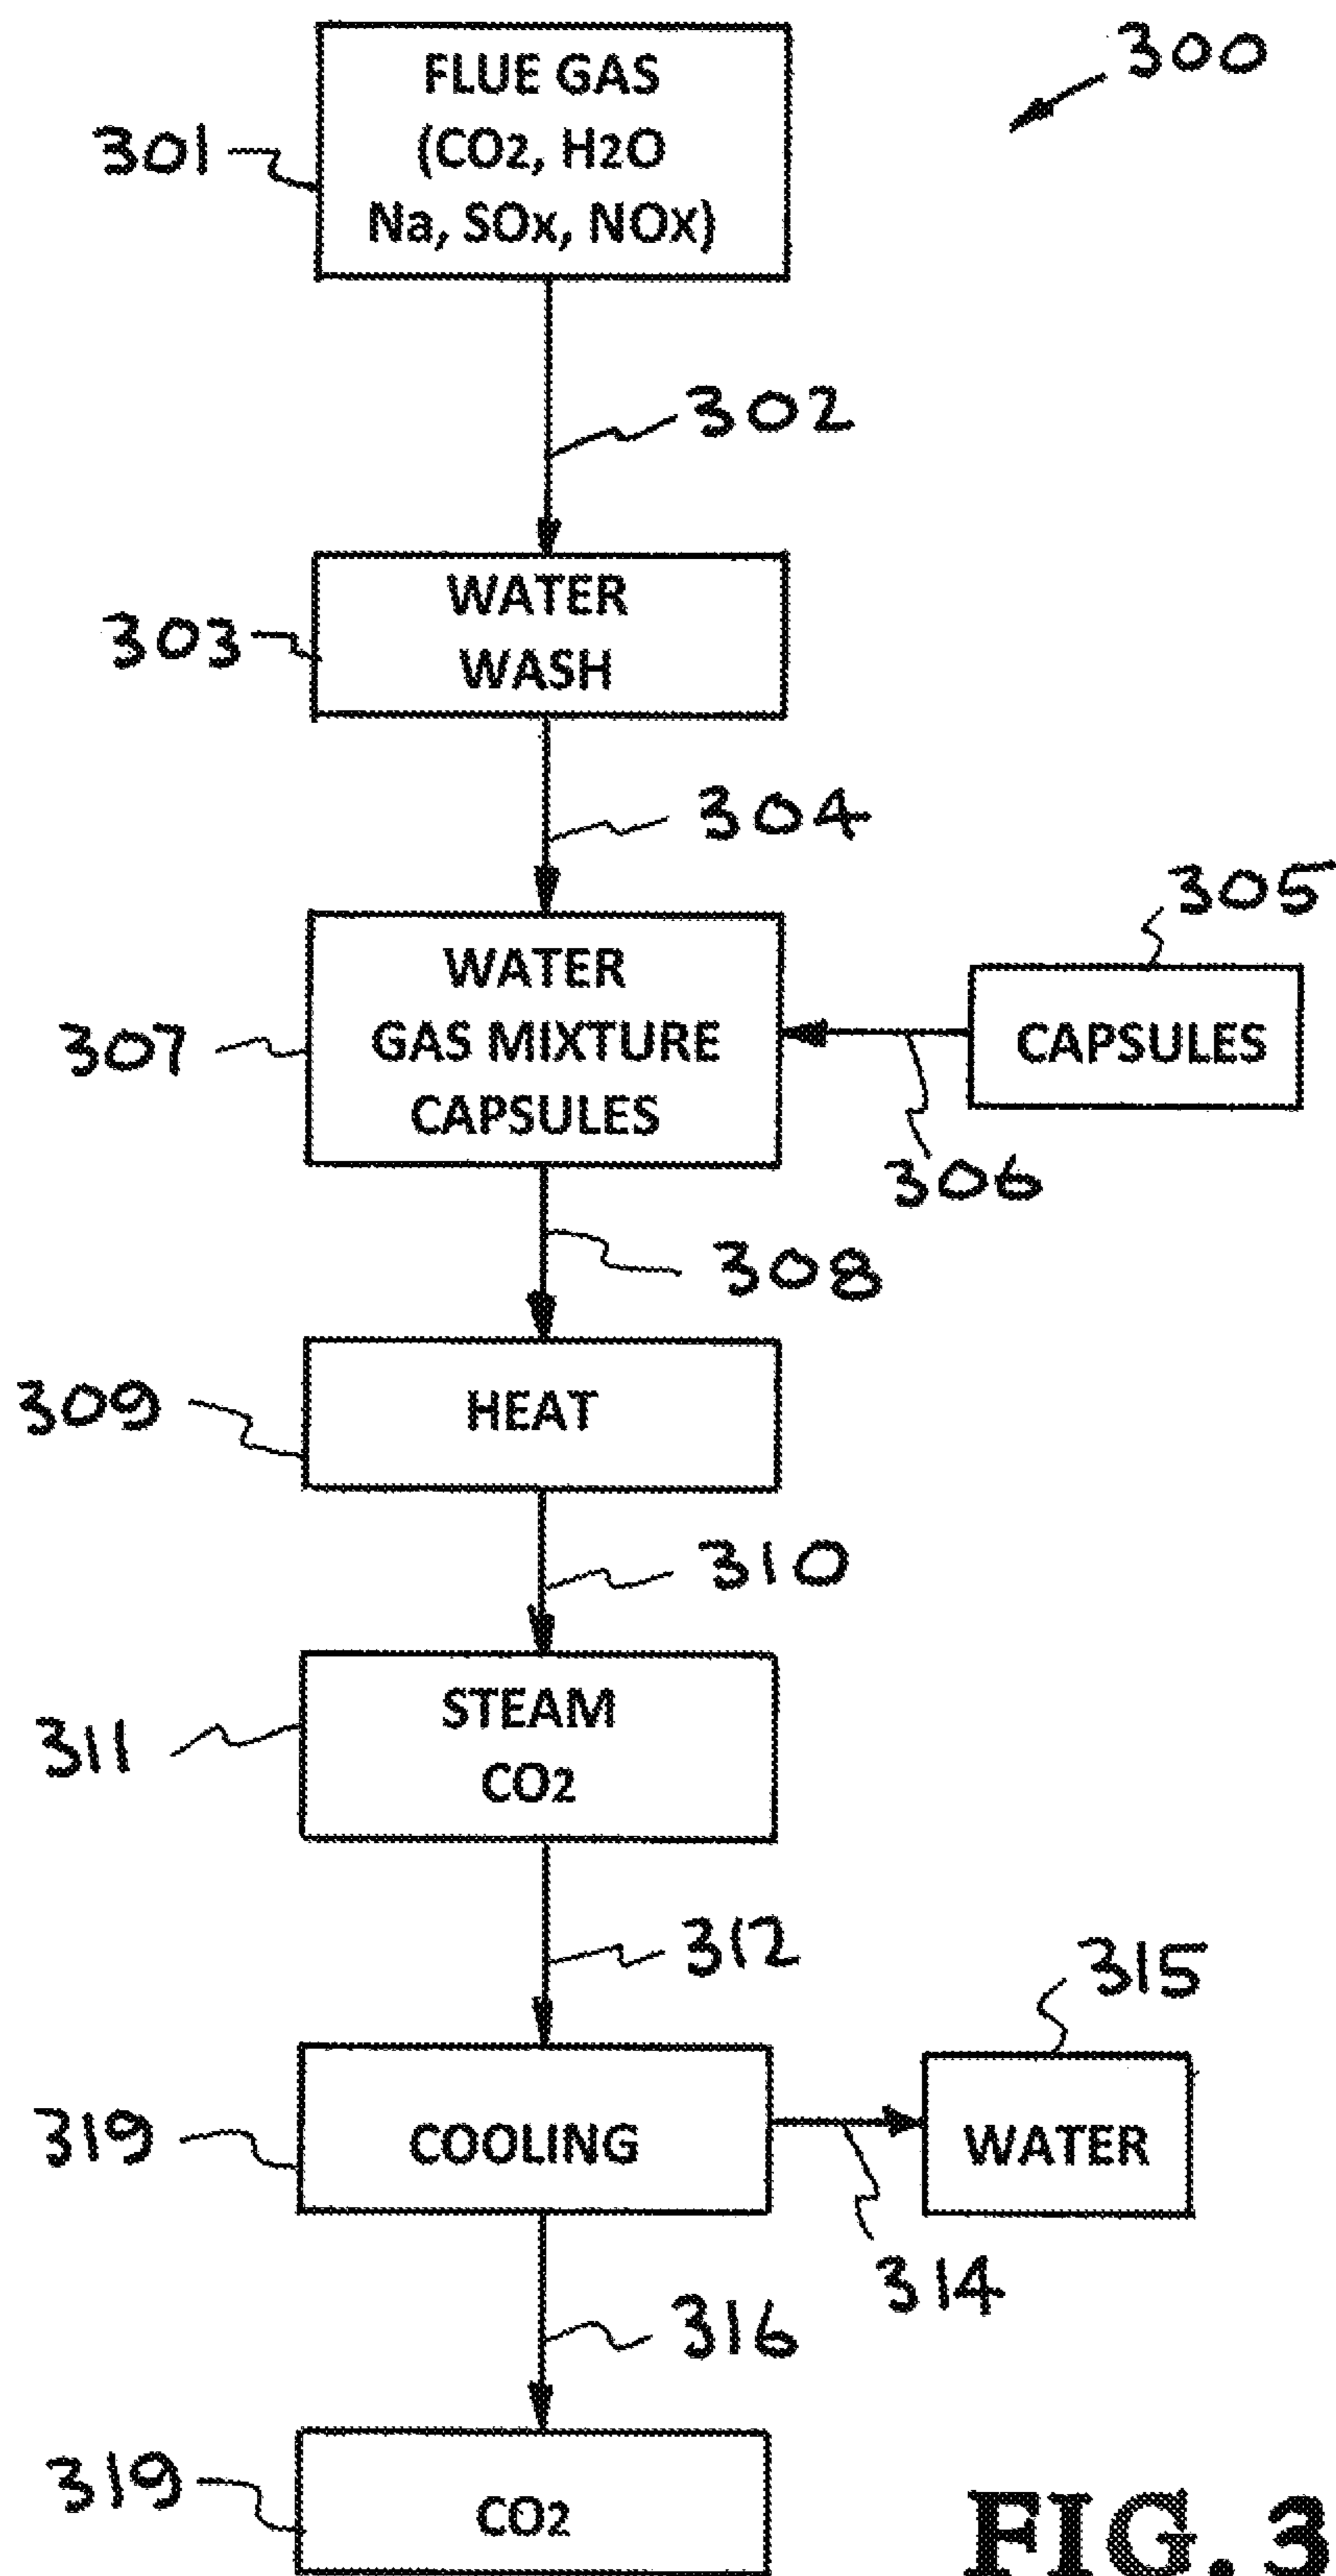 300
FLUE GAS
(CO2, H2O
Na, SOx, NOx)
301
302
WATER
WASH
303
304
305
WATER
GAS MIXTURE
CAPSULES
CAPSULES
307
306
308
HEAT
309
310
STEAM
CO2
311
312
315
COOLING
WATER
319
314
316
CO2
319
FIG. 3